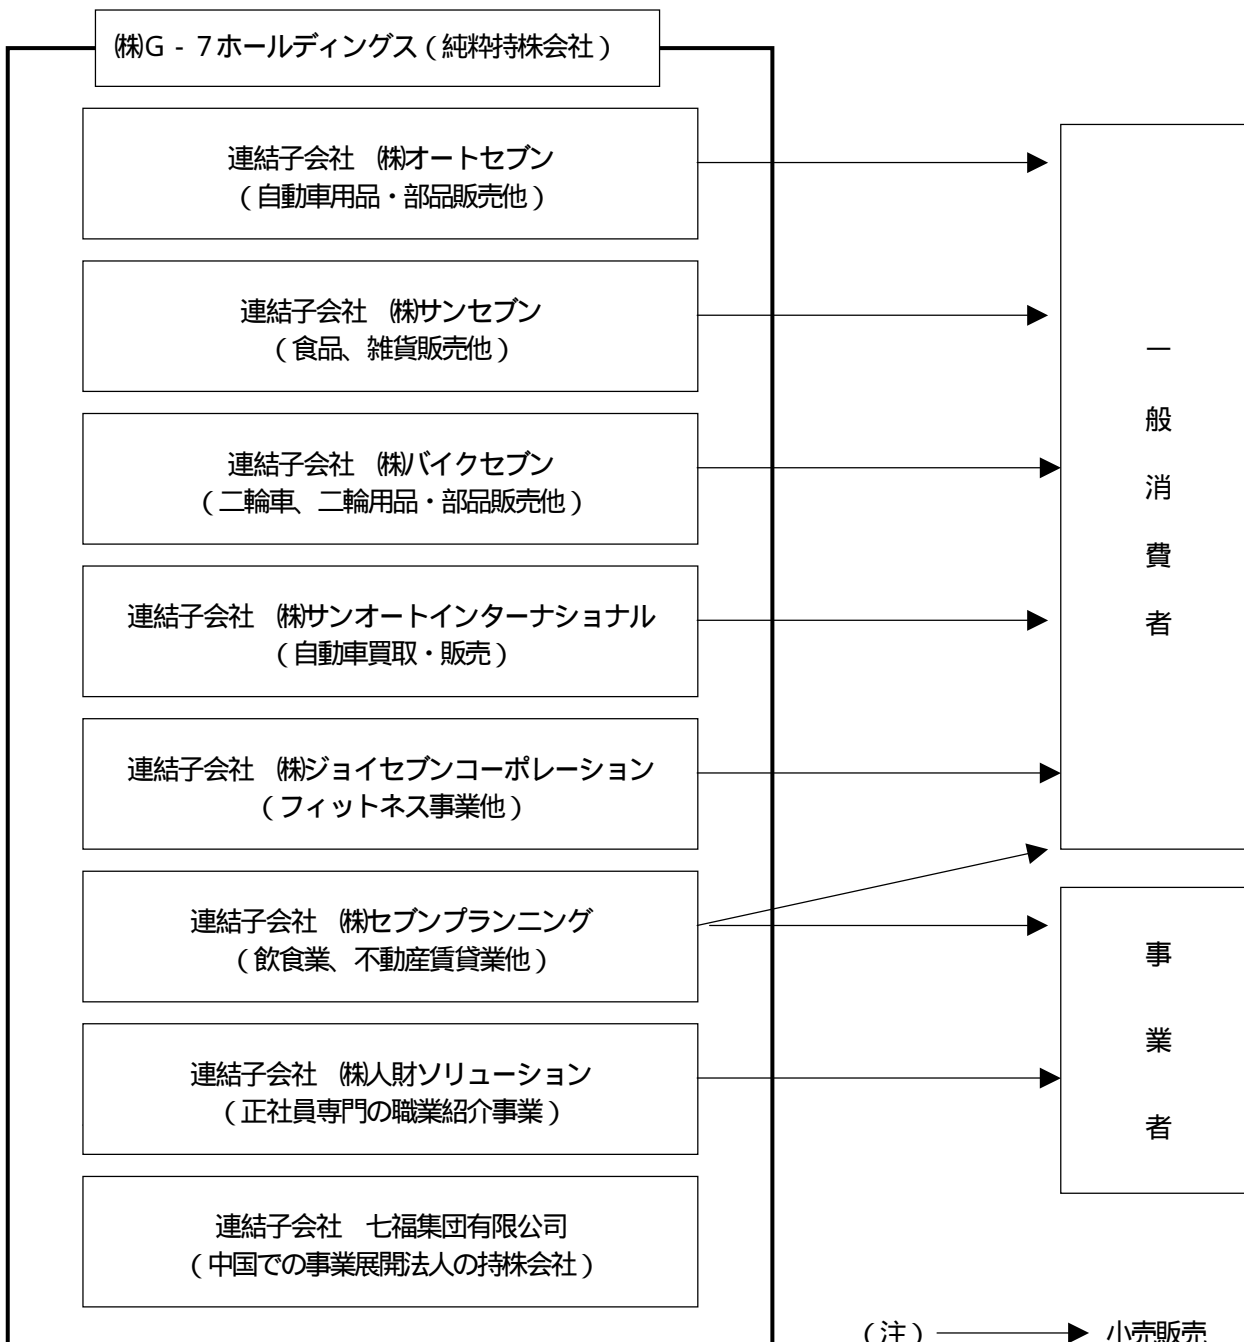 ㈱G - 7ホールディングス(純粋持株会社)
連結子会社 ㈱オートセブン
(自動車用品・部品販売他)
連結子会社 ㈱サンセブン
(食品、雑貨販売他)
連結子会社 ㈱バイクセブン
(二輪車、二輪用品・部品販売他)
連結子会社 ㈱サンオートインターナショナル
(自動車買取・販売)
連結子会社 ㈱ジョイセブンコーポレーション
(フィットネス事業他)
連結子会社 ㈱セブンプランニング
(飲食業、不動産賃貸業他)
連結子会社 ㈱人財ソリューション
(正社員専門の職業紹介事業)
連結子会社 七福集団有限公司
(中国での事業展開法人の持株会社)
一般消費者
事業者
(注) 小売販売